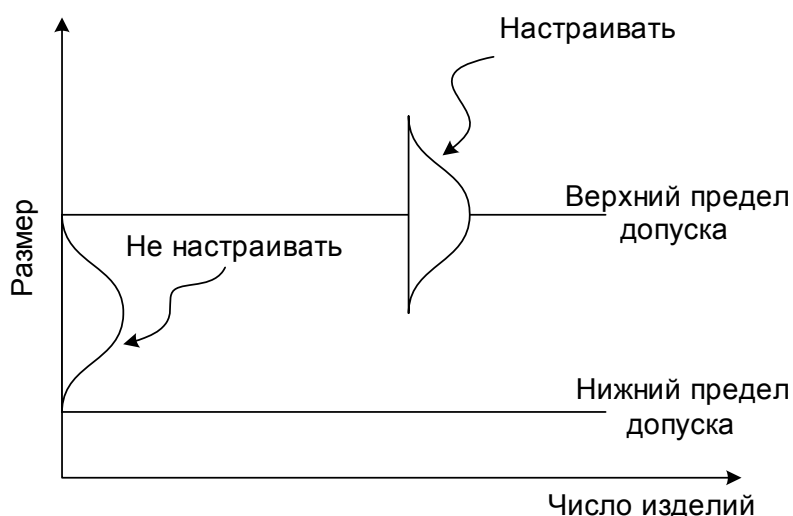 Настраивать
Верхний предел
допуска
Размер
Не настраивать
Нижний предел
допуска
Число изделий